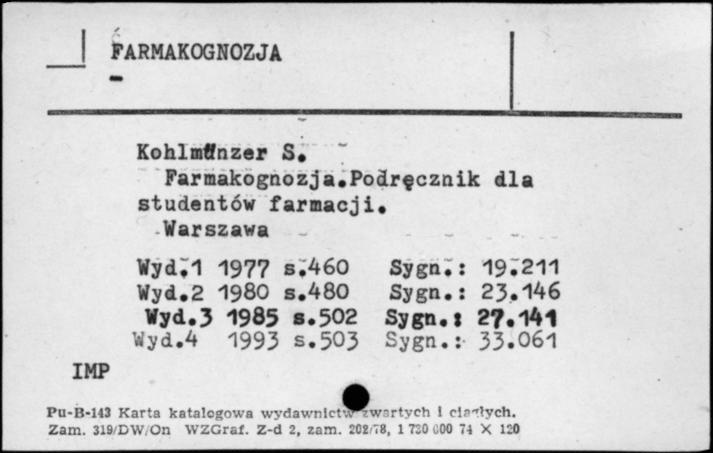 FARMAKOGNOZJA
Kohlmünzer S.
Farmakognozja.Podręcznik dla
studentów farmacji.
Warszawa
Wyd.1 1977 s.460 Sygn.: 19.211
Wyd.2 1980 s.480 Sygn.: 23.146
Wyd.3 1985 s.502 Sygn.: 27.141
Wyd.4 1993 s.503 Sygn.: 33.061
IMP
Pu-B-143 Karta katalogowa wydawnictw zwartych i ciągłych.
Zam. 319/DW/On WZGraf. Z-d 2, zam. 202/78, 1 730 000 74 X 120